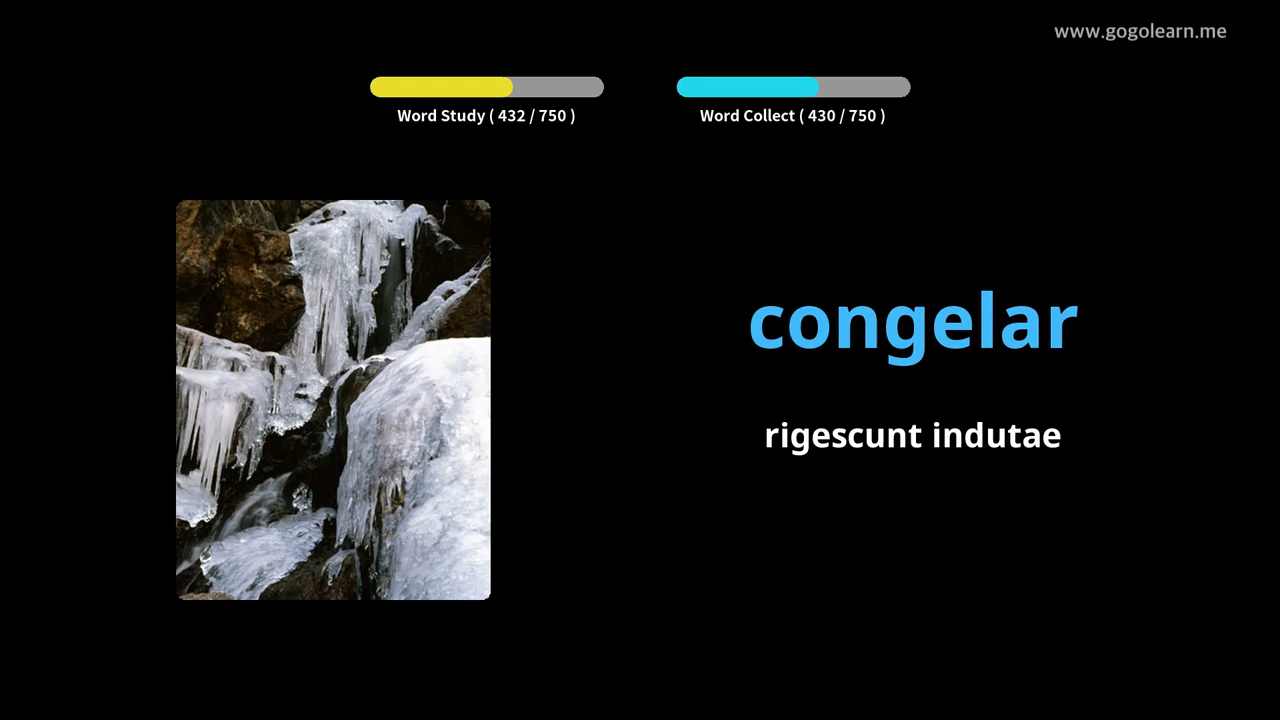 www.gogolearn.me
Word Study ( 432 / 750 )
Word Collect ( 430 / 750 )
congelar
rigescunt indutae